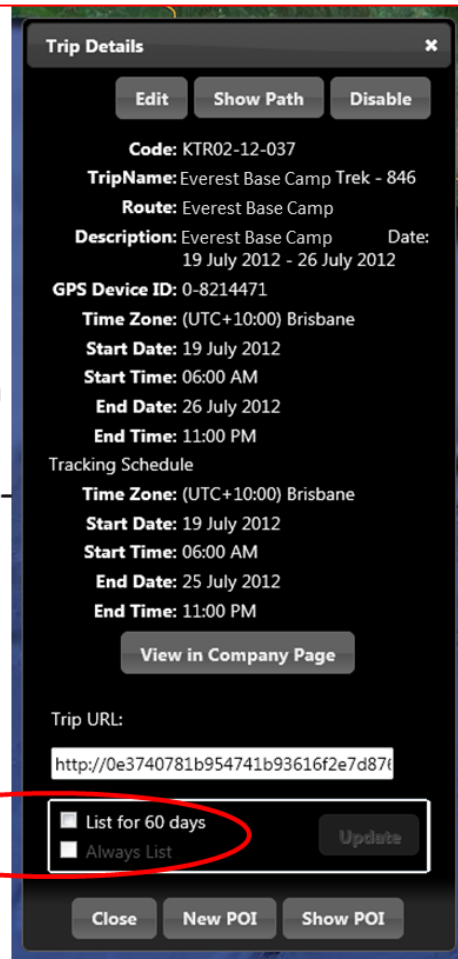 Trip Details ×
Edit Show Path Disable
Code: KTR02-12-037
TripName: Everest Base Camp Trek - 846
Route: Everest Base Camp
Description: Everest Base Camp Date:
19 July 2012 - 26 July 2012
GPS Device ID: 0-8214471
Time Zone: (UTC+10:00) Brisbane
Start Date: 19 July 2012
Start Time: 06:00 AM
End Date: 26 July 2012
End Time: 11:00 PM
Tracking Schedule
Time Zone: (UTC+10:00) Brisbane
Start Date: 19 July 2012
Start Time: 06:00 AM
End Date: 25 July 2012
End Time: 11:00 PM
View in Company Page
Trip URL:
http://0e3740781b954741b93616f2e7d87
List for 60 days
Always List
Update
Close New POI Show POI